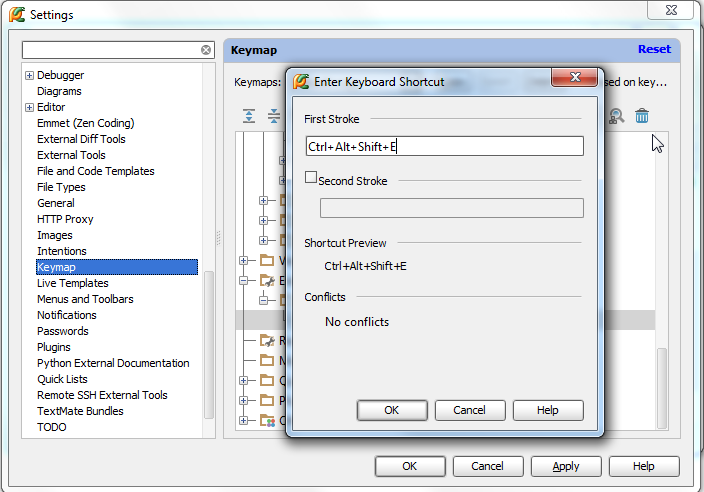 Settings
Keymap
Reset
Debugger
Diagrams
Editor
Emmet (Zen Coding)
External Diff Tools
External Tools
File and Code Templates
File Types
General
HTTP Proxy
Images
Intentions
Keymap
Live Templates
Menus and Toolbars
Notifications
Passwords
Plugins
Python External Documentation
Quick Lists
Remote SSH External Tools
TextMate Bundles
TODO
Keymaps:
sed on key...
Enter Keyboard Shortcut
First Stroke
Ctrl+Alt+Shift+E
Second Stroke
Shortcut Preview
Ctrl+Alt+Shift+E
Conflicts
No conflicts
OK
Cancel
Help
OK
Cancel
Apply
Help